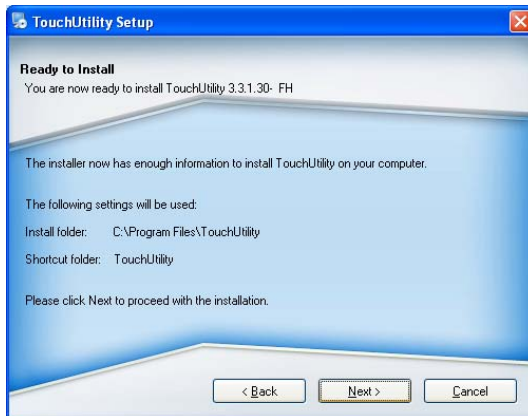 TouchUtility Setup
Ready to Install
You are now ready to install TouchUtility 3.3.1.30- FH
The installer now has enough information to install TouchUtility on your computer.
The following settings will be used:
Install folder: C:\Program Files\TouchUtility
Shortcut folder: TouchUtility
Please click Next to proceed with the installation.
< Back Next > Cancel